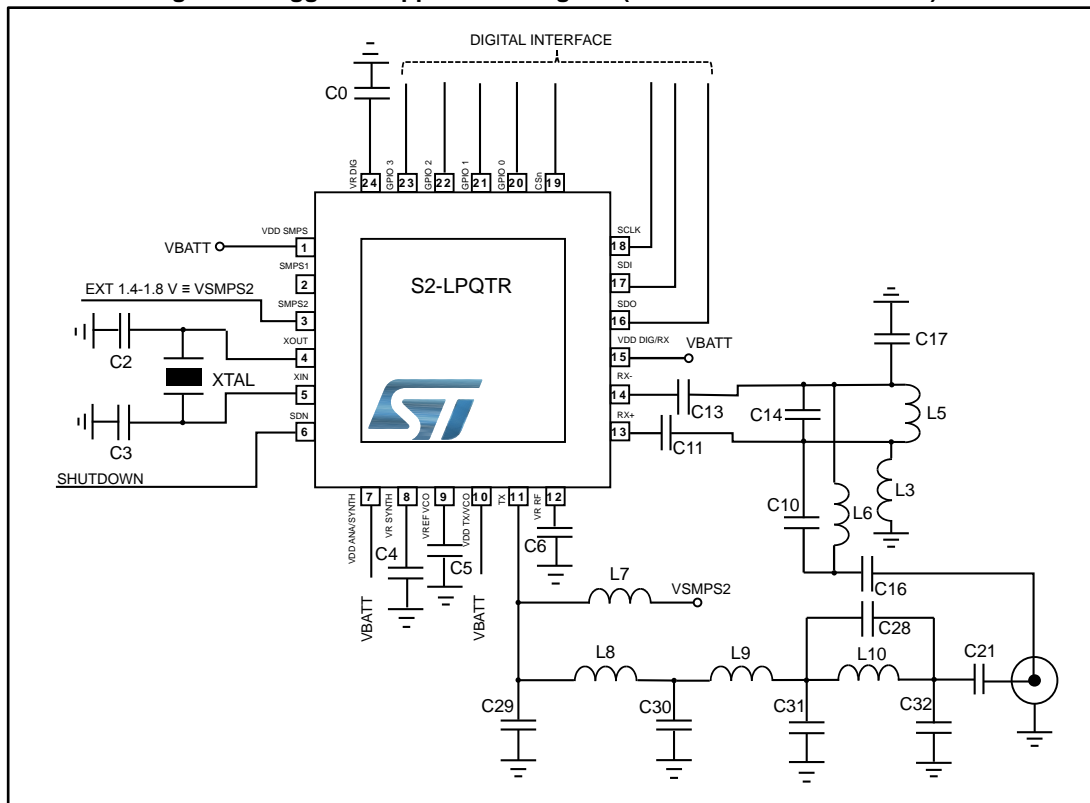 DIGITAL INTERFACE
C0
VR DIG
GPIO 3
GPIO 2
GPIO 1
GPIO 0
CSn
24
23
22
21
20
19
VBATT
VDD SMPS
1
SMPS1
2
EXT 1.4-1.8 V ≡ VSMPS2
SMPS2
3
C2
XOUT
4
XTAL
XIN
5
C3
SDN
6
SHUTDOWN
S2-LPQTR
ST
SCLK
18
SDI
17
SDO
16
VDD DIG/RX
15
VBATT
RX-
14
C13
RX+
13
C11
C17
C14
L5
C10
L6
L3
C16
7
8
9
10
11
12
VDD ANA/SYNTH
VR SYNTH
VREF VCO
VDD TX/VCO
TX
VR RF
VBATT
C4
C5
VBATT
C6
L7
VSMPS2
C28
L8
L9
L10
C21
C29
C30
C31
C32